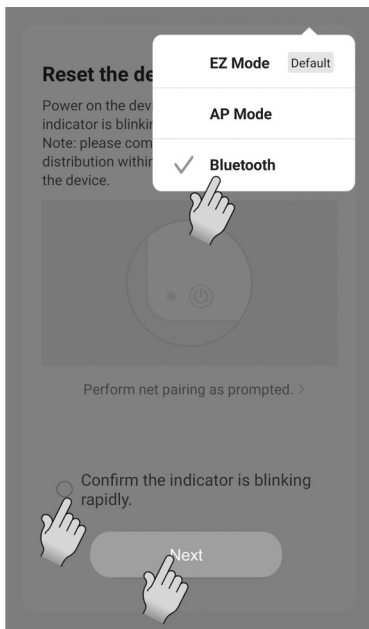 EZ Mode Default
Reset the de
Power on the dev
AP Mode
indicator is blinkin
Note: please com
distribution within
Bluetooth
the device.
Perform net pairing as prompted. >
Confirm the indicator is blinking
rapidly.
Next